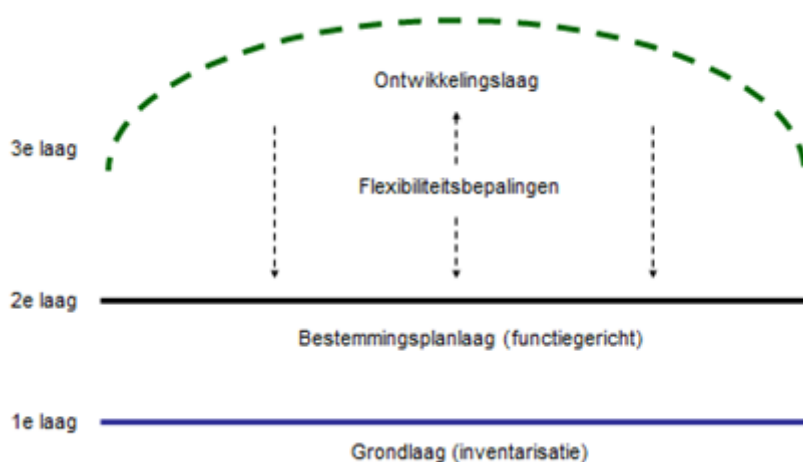 Ontwikkelingslaag
3e laag
Flexibiliteitsbepalingen
2e laag
Bestemmingsplanlaag (functiegericht)
1e laag
Grondlaag (inventarisatie)